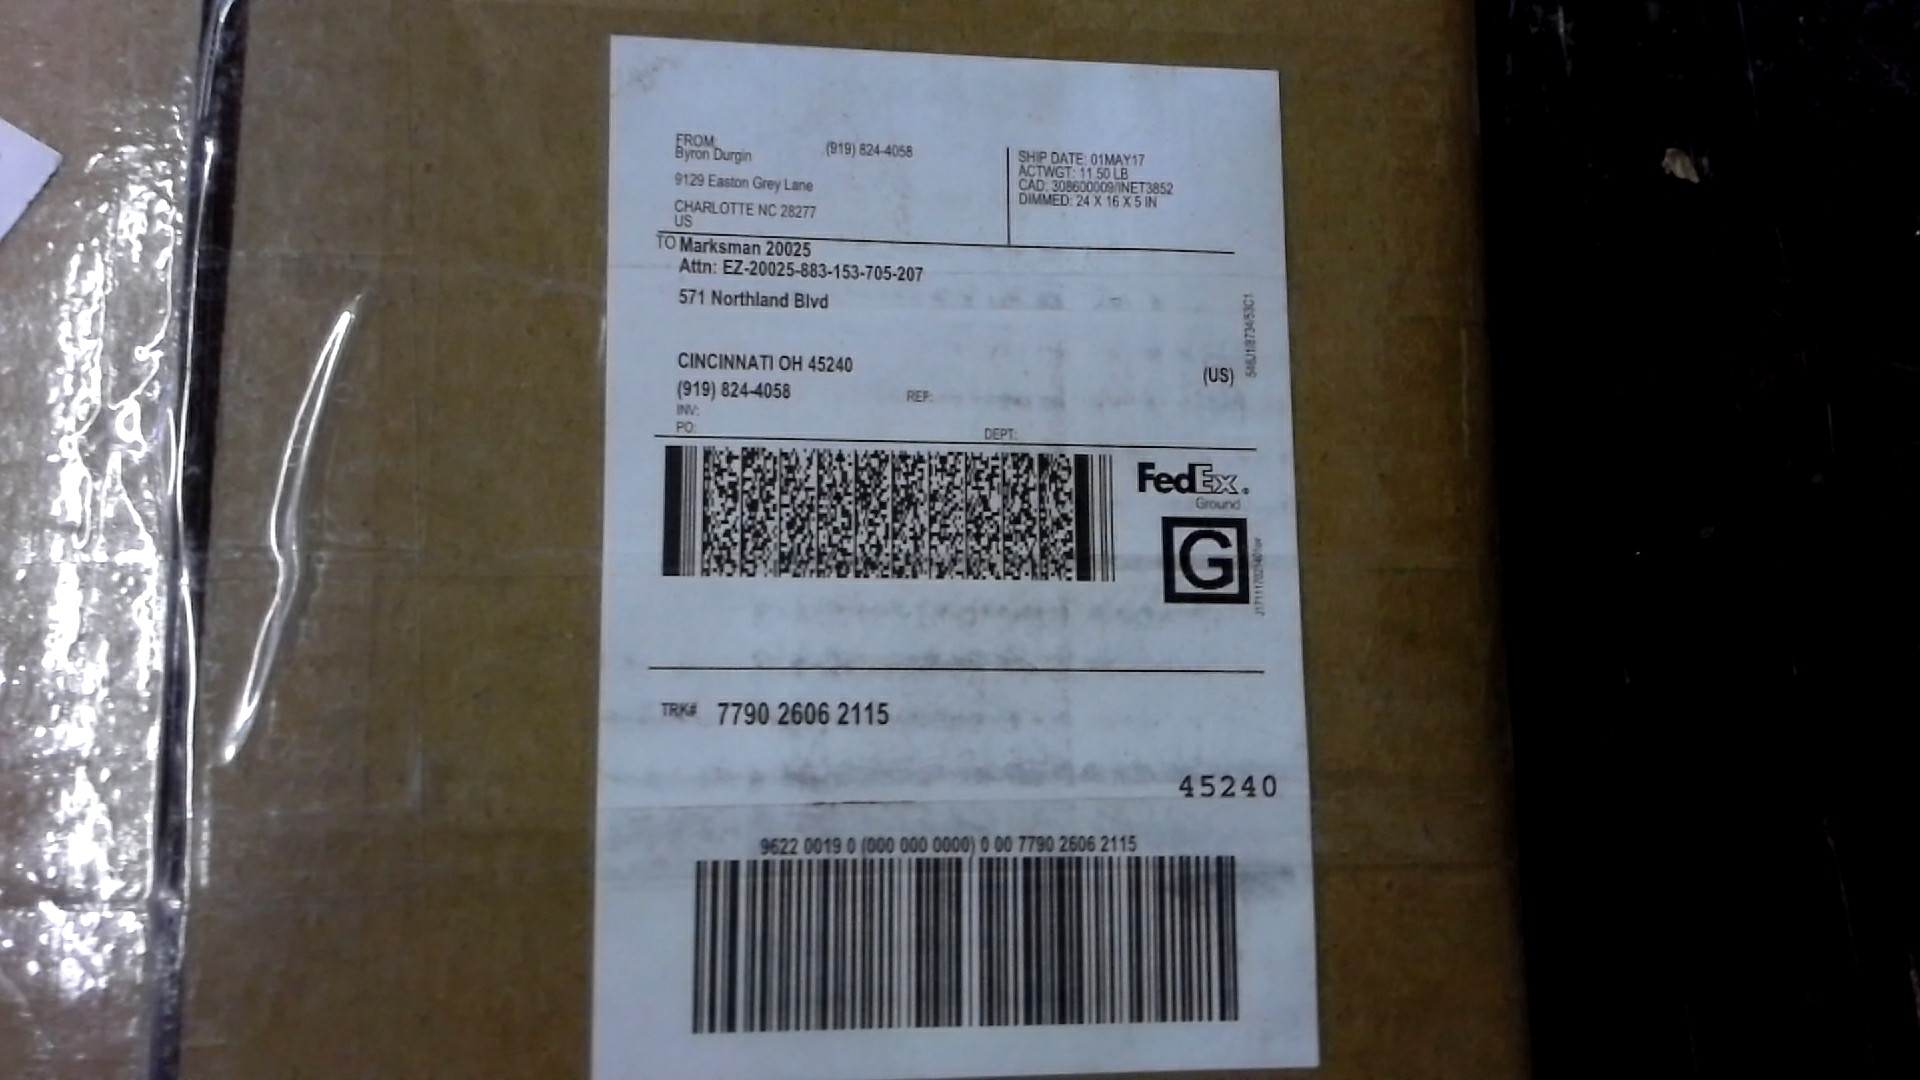 FROM:
Byron Durgin
(919) 824-4058
9129 Easton Grey Lane
CHARLOTTE NC 28277
US
SHIP DATE: 01MAY17
ACTWGT: 11.50 LB
CAD: 308600009/INET3852
DIMMED: 24 X 16 X 5 IN
TO Marksman 20025
Attn: EZ-20025-883-153-705-207
571 Northland Blvd
CINCINNATI OH 45240
(US)
(919) 824-4058
REF:
INV:
PO:
DEPT:
FedEx
Ground
G
TRK# 7790 2606 2115
45240
9622 0019 0 (000 000 0000) 0 00 7790 2606 2115